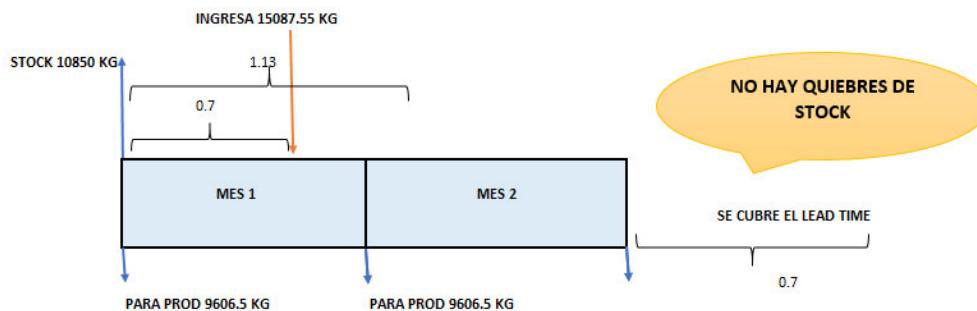 INGRESA 15087.55 KG
STOCK 10850 KG
1.13
0.7
NO HAY QUIEBRES DE
STOCK
MES 1
MES 2
SE CUBRE EL LEAD TIME
0.7
PARA PROD 9606.5 KG
PARA PROD 9606.5 KG